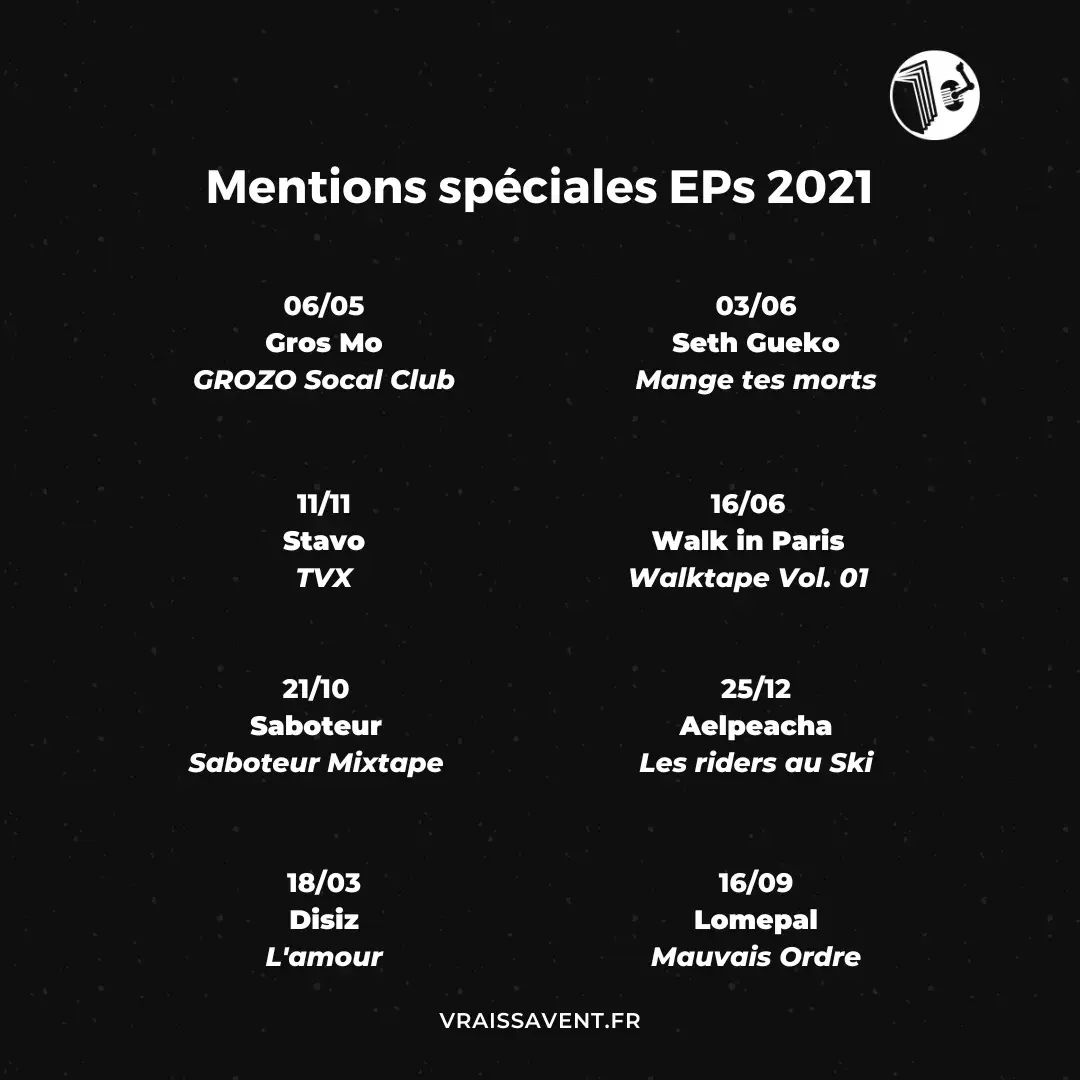 Mentions spéciales EPs 2021
06/05
Gros Mo
GROZO Socal Club
03/06
Seth Gueko
Mange tes morts
11/11
Stavo
TVX
16/06
Walk in Paris
Walktape Vol. 01
21/10
Saboteur
Saboteur Mixtape
25/12
Aelpeacha
Les riders au Ski
18/03
Disiz
L'amour
16/09
Lomepal
Mauvais Ordre
VRAISSAVENT.FR